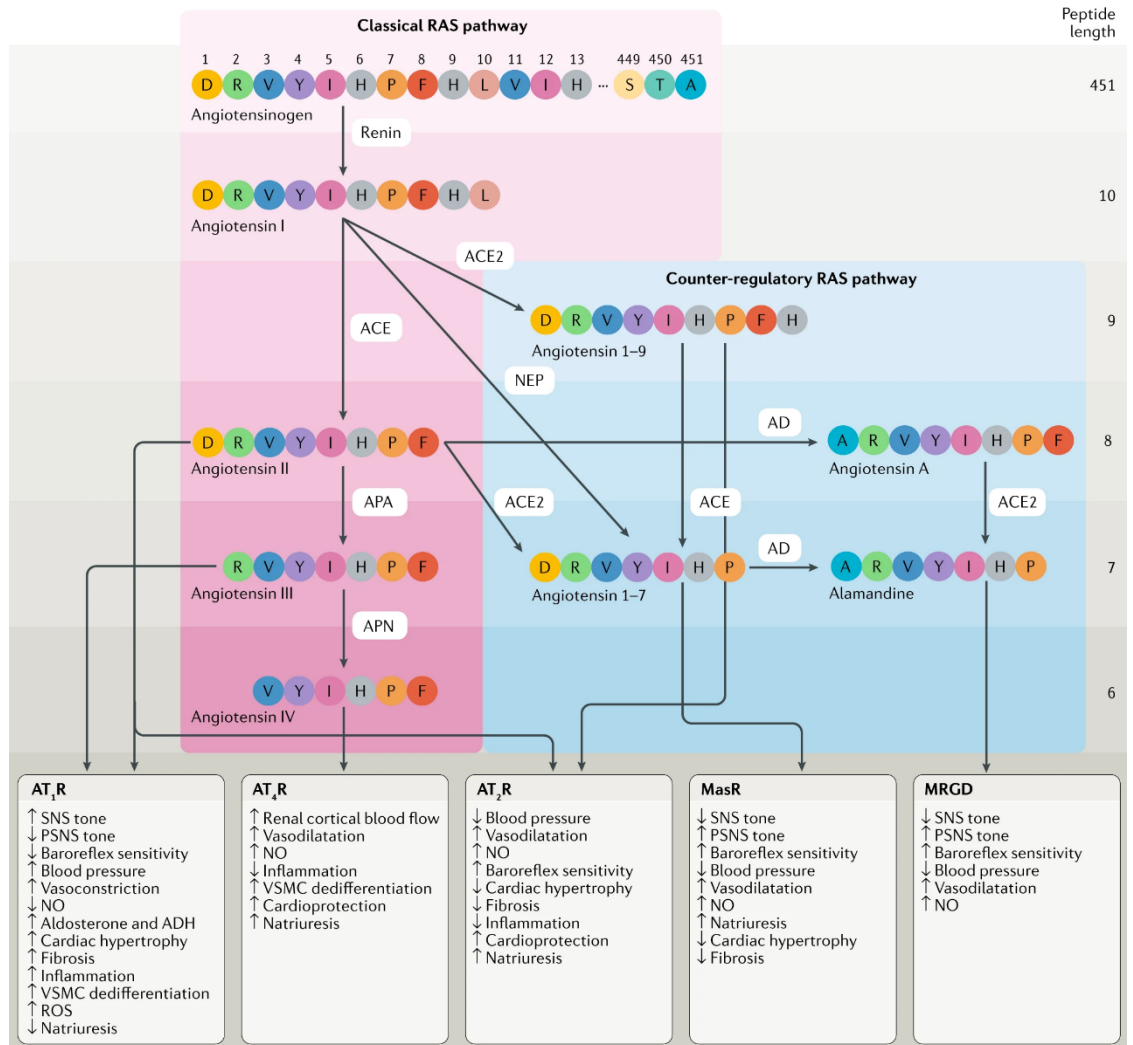 Classical RAS pathway
Peptide
length
1 2 3 4 5 6 7 8 9 10 11 12 13 449 450 451
D R V Y I H P F H L V I H ... S T A
451
Angiotensinogen
Renin
D R V Y I H P F H L
10
Angiotensin I
ACE2
Counter-regulatory RAS pathway
D R V Y I H P F H
9
ACE
Angiotensin 1–9
NEP
AD
D R V Y I H P F
A R V Y I H P F
8
Angiotensin II
Angiotensin A
APA
ACE2
ACE
ACE2
AD
R V Y I H P F
D R V Y I H P
A R V Y I H P
7
Angiotensin III
Angiotensin 1–7
Alamandine
APN
V Y I H P F
6
Angiotensin IV
AT1R
↑ SNS tone
↓ PSNS tone
↓ Baroreflex sensitivity
↑ Blood pressure
↑ Vasoconstriction
↓ NO
↑ Aldosterone and ADH
↑ Cardiac hypertrophy
↑ Fibrosis
↑ Inflammation
↑ VSMC dedifferentiation
↑ ROS
↓ Natriuresis
AT4R
↑ Renal cortical blood flow
↑ Vasodilatation
↑ NO
↓ Inflammation
↑ VSMC dedifferentiation
↑ Cardioprotection
↑ Natriuresis
AT2R
↓ Blood pressure
↑ Vasodilatation
↑ NO
↑ Baroreflex sensitivity
↓ Cardiac hypertrophy
↓ Fibrosis
↓ Inflammation
↑ Cardioprotection
↑ Natriuresis
MasR
↓ SNS tone
↑ PSNS tone
↑ Baroreflex sensitivity
↓ Blood pressure
↑ Vasodilatation
↑ NO
↑ Natriuresis
↓ Cardiac hypertrophy
↓ Fibrosis
MRGD
↓ SNS tone
↑ PSNS tone
↑ Baroreflex sensitivity
↓ Blood pressure
↑ Vasodilatation
↑ NO